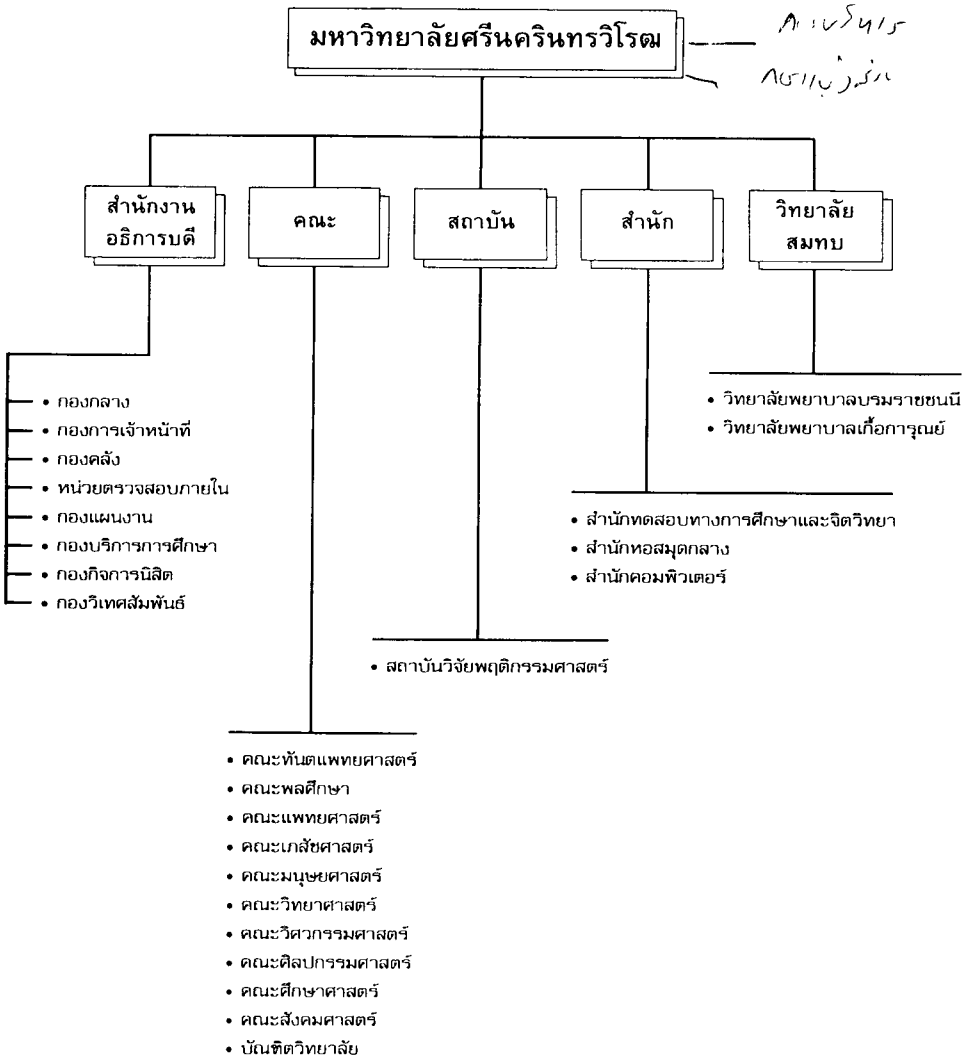 มหาวิทยาลัยศรีนครินทรวิโรฒ
สำนักงาน
อธิการบดี
คณะ
สถาบัน
สำนัก
วิทยาลัย
สมทบ
• กองกลาง
• กองการเจ้าหน้าที่
• กองคลัง
• หน่วยตรวจสอบภายใน
• กองแผนงาน
• กองบริการการศึกษา
• กองกิจการนิสิต
• กองวิเทศสัมพันธ์
• วิทยาลัยพยาบาลบรมราชชนนี
• วิทยาลัยพยาบาลเกื้อการุณย์
• สำนักทดสอบทางการศึกษาและจิตวิทยา
• สำนักหอสมุดกลาง
• สำนักคอมพิวเตอร์
• สถาบันวิจัยพฤติกรรมศาสตร์
• คณะทันตแพทยศาสตร์
• คณะพลศึกษา
• คณะแพทยศาสตร์
• คณะเภสัชศาสตร์
• คณะมนุษยศาสตร์
• คณะวิทยาศาสตร์
• คณะวิศวกรรมศาสตร์
• คณะศิลปกรรมศาสตร์
• คณะศึกษาศาสตร์
• คณะสังคมศาสตร์
• บัณฑิตวิทยาลัย